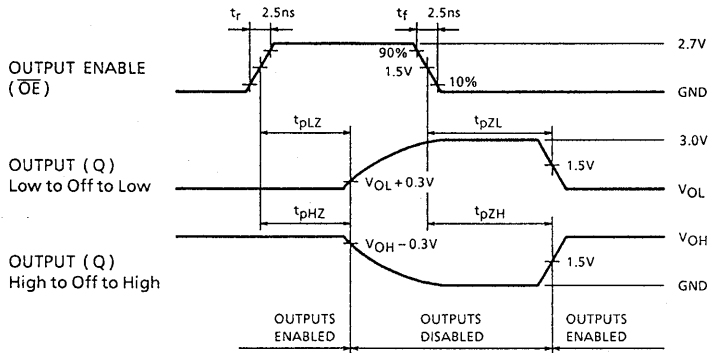 tr 2.5ns tf 2.5ns
2.7V
90%
OUTPUT ENABLE
1.5V
(OE)
10%
GND
tpLZ tpZL
3.0V
OUTPUT (Q)
1.5V
Low to Off to Low
VOL+0.3V
VOL
tpHZ tpZH
VOH
VOH−0.3V
OUTPUT (Q)
1.5V
High to Off to High
GND
OUTPUTS OUTPUTS OUTPUTS
ENABLED DISABLED ENABLED